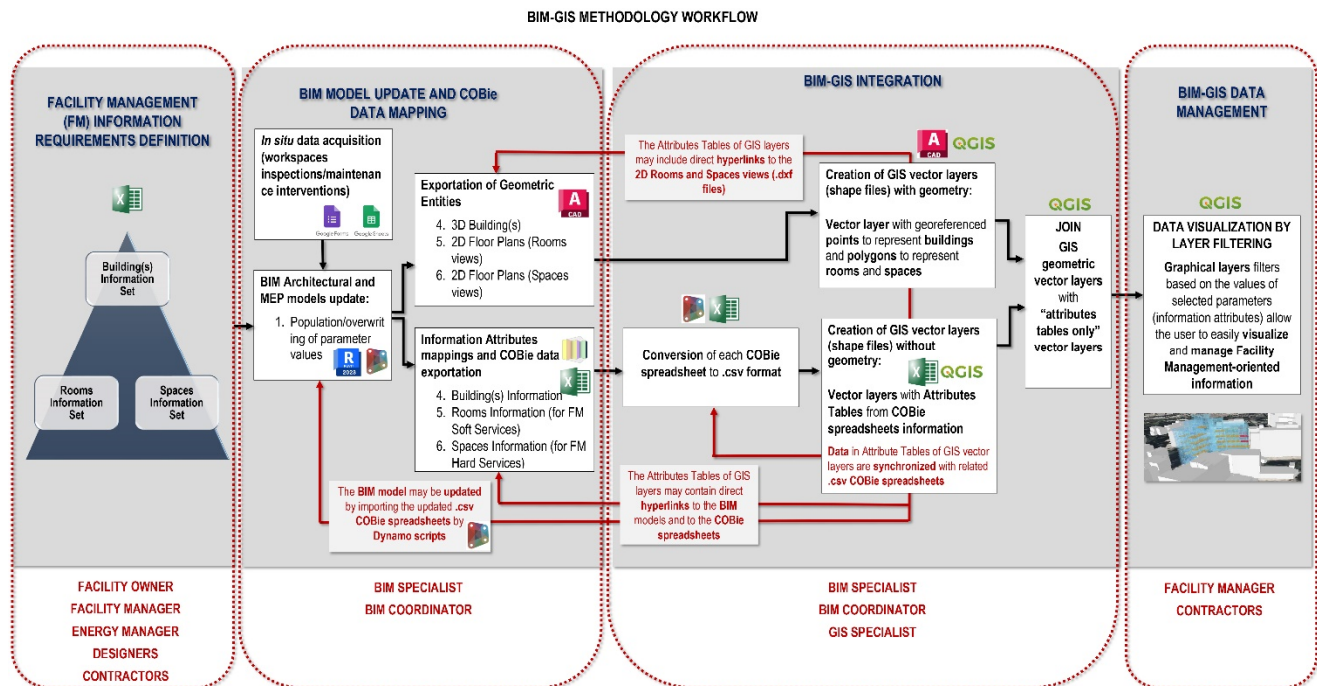 BIM-GIS METHODOLOGY WORKFLOW
FACILITY MANAGEMENT
(FM) INFORMATION
REQUIREMENTS DEFINITION
Building(s)
Information
Set
Rooms
Information
Set
Spaces
Information
Set
FACILITY OWNER
FACILITY MANAGER
ENERGY MANAGER
DESIGNERS
CONTRACTORS
BIM MODEL UPDATE AND COBie
DATA MAPPING
In situ data acquisition
(workspaces
inspections/maintena
nce interventions)
Google Forms
Google Sheets
BIM Architectural and
MEP models update:
1. Population/overwrit
ing of parameter
values
R
2023
Exportation of Geometric
Entities
A
CAD
4. 3D Building(s)
5. 2D Floor Plans (Rooms
views)
6. 2D Floor Plans (Spaces
views)
Information Attributes
mappings and COBie data
exportation
4. Building(s) Information
5. Rooms Information (for FM
Soft Services)
6. Spaces Information (for FM
Hard Services)
The BIM model may be updated
by importing the updated .csv
COBie spreadsheets by
Dynamo scripts
BIM SPECIALIST
BIM COORDINATOR
BIM-GIS INTEGRATION
The Attributes Tables of GIS layers
may include direct hyperlinks to the
2D Rooms and Spaces views (.dxf
files)
A
CAD
QGIS
Creation of GIS vector layers
(shape files) with geometry:
Vector layer with georeferenced
points to represent buildings
and polygons to represent
rooms and spaces
Conversion of each COBie
spreadsheet to .csv format
Creation of GIS vector layers
(shape files) without
geometry:
QGIS
Vector layers with Attributes
Tables from COBie
spreadsheets information
Data in Attribute Tables of GIS vector
layers are synchronized with related
.csv COBie spreadsheets
The Attributes Tables of GIS
layers may contain direct
hyperlinks to the BIM
models and to the COBie
spreadsheets
QGIS
JOIN
GIS
geometric
vector layers
with
“attributes
tables only”
vector layers
BIM SPECIALIST
BIM COORDINATOR
GIS SPECIALIST
BIM-GIS DATA
MANAGEMENT
QGIS
DATA VISUALIZATION BY
LAYER FILTERING
Graphical layers filters
based on the values of
selected parameters
(information attributes) allow
the user to easily visualize
and manage Facility
Management-oriented
information
FACILITY MANAGER
CONTRACTORS